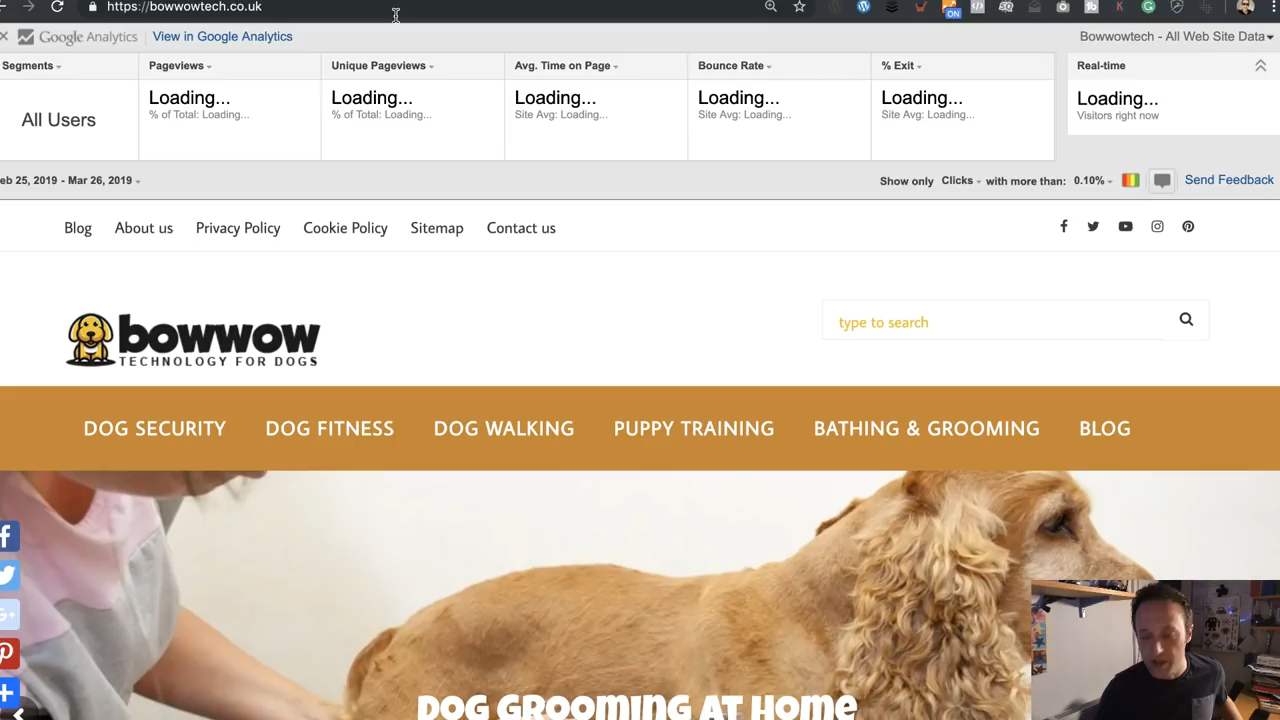 https://bowwowtech.co.uk
ON
Google Analytics View in Google Analytics Bowwowtech - All Web Site Data
Segments Pageviews Unique Pageviews Avg. Time on Page Bounce Rate % Exit Real-time
Loading... Loading... Loading... Loading... Loading... Loading...
All Users % of Total: Loading... % of Total: Loading... Site Avg: Loading... Site Avg: Loading... Site Avg: Loading... Visitors right now
eb 25, 2019 - Mar 26, 2019 Show only Clicks with more than: 0.10% Send Feedback
Blog About us Privacy Policy Cookie Policy Sitemap Contact us
type to search
bowwow
TECHNOLOGY FOR DOGS
DOG SECURITY DOG FITNESS DOG WALKING PUPPY TRAINING BATHING & GROOMING BLOG
DOG GROOMING AT HOME